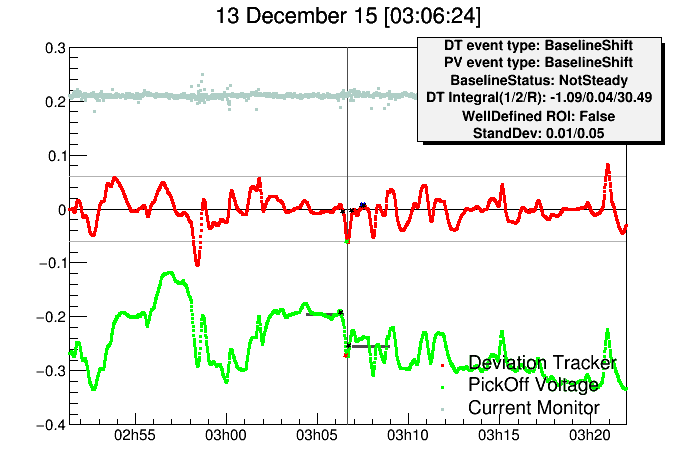 13 December 15 [03:06:24]
DT event type: BaselineShift
PV event type: BaselineShift
BaselineStatus: NotSteady
DT Integral(1/2/R): -1.09/0.04/30.49
WellDefined ROI: False
StandDev: 0.01/0.05
0.3
0.2
0.1
0
−0.1
−0.2
−0.3
−0.4
Deviation Tracker
PickOff Voltage
Current Monitor
02h55 03h00 03h05 03h10 03h15 03h20